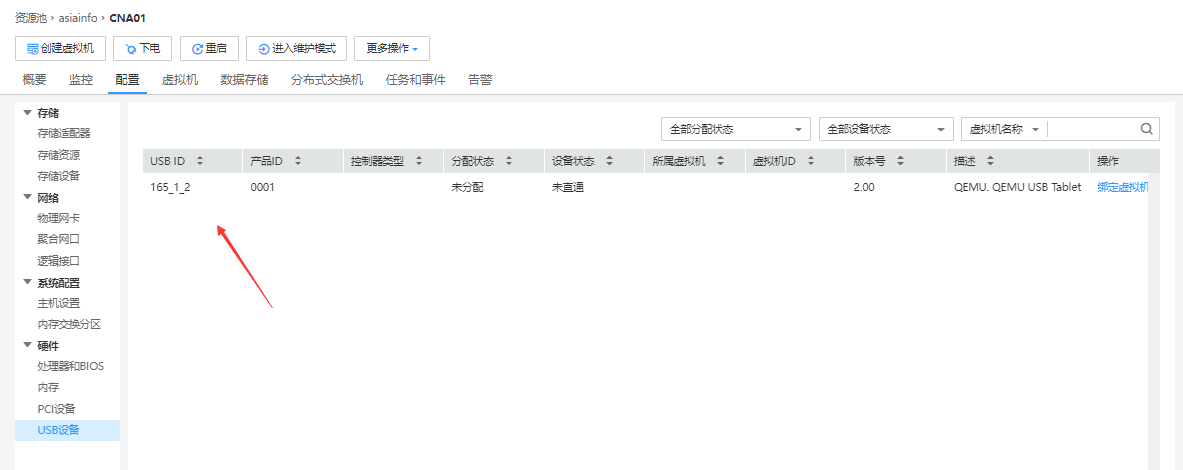 资源池 › asiainfo › CNA01
创建虚拟机 下电 重启 进入维护模式 更多操作
概要 监控 配置 虚拟机 数据存储 分布式交换机 任务和事件 告警
存储
存储适配器
存储资源
存储设备
网络
物理网卡
聚合网口
逻辑接口
系统配置
主机设置
内存交换分区
硬件
处理器和BIOS
内存
PCI设备
USB设备
全部分配状态 全部设备状态 虚拟机名称
USB ID 产品ID 控制器类型 分配状态 设备状态 所属虚拟机 虚拟机ID 版本号 描述 操作
165_1_2 0001 未分配 未直通 2.00 QEMU. QEMU USB Tablet 绑定虚拟机